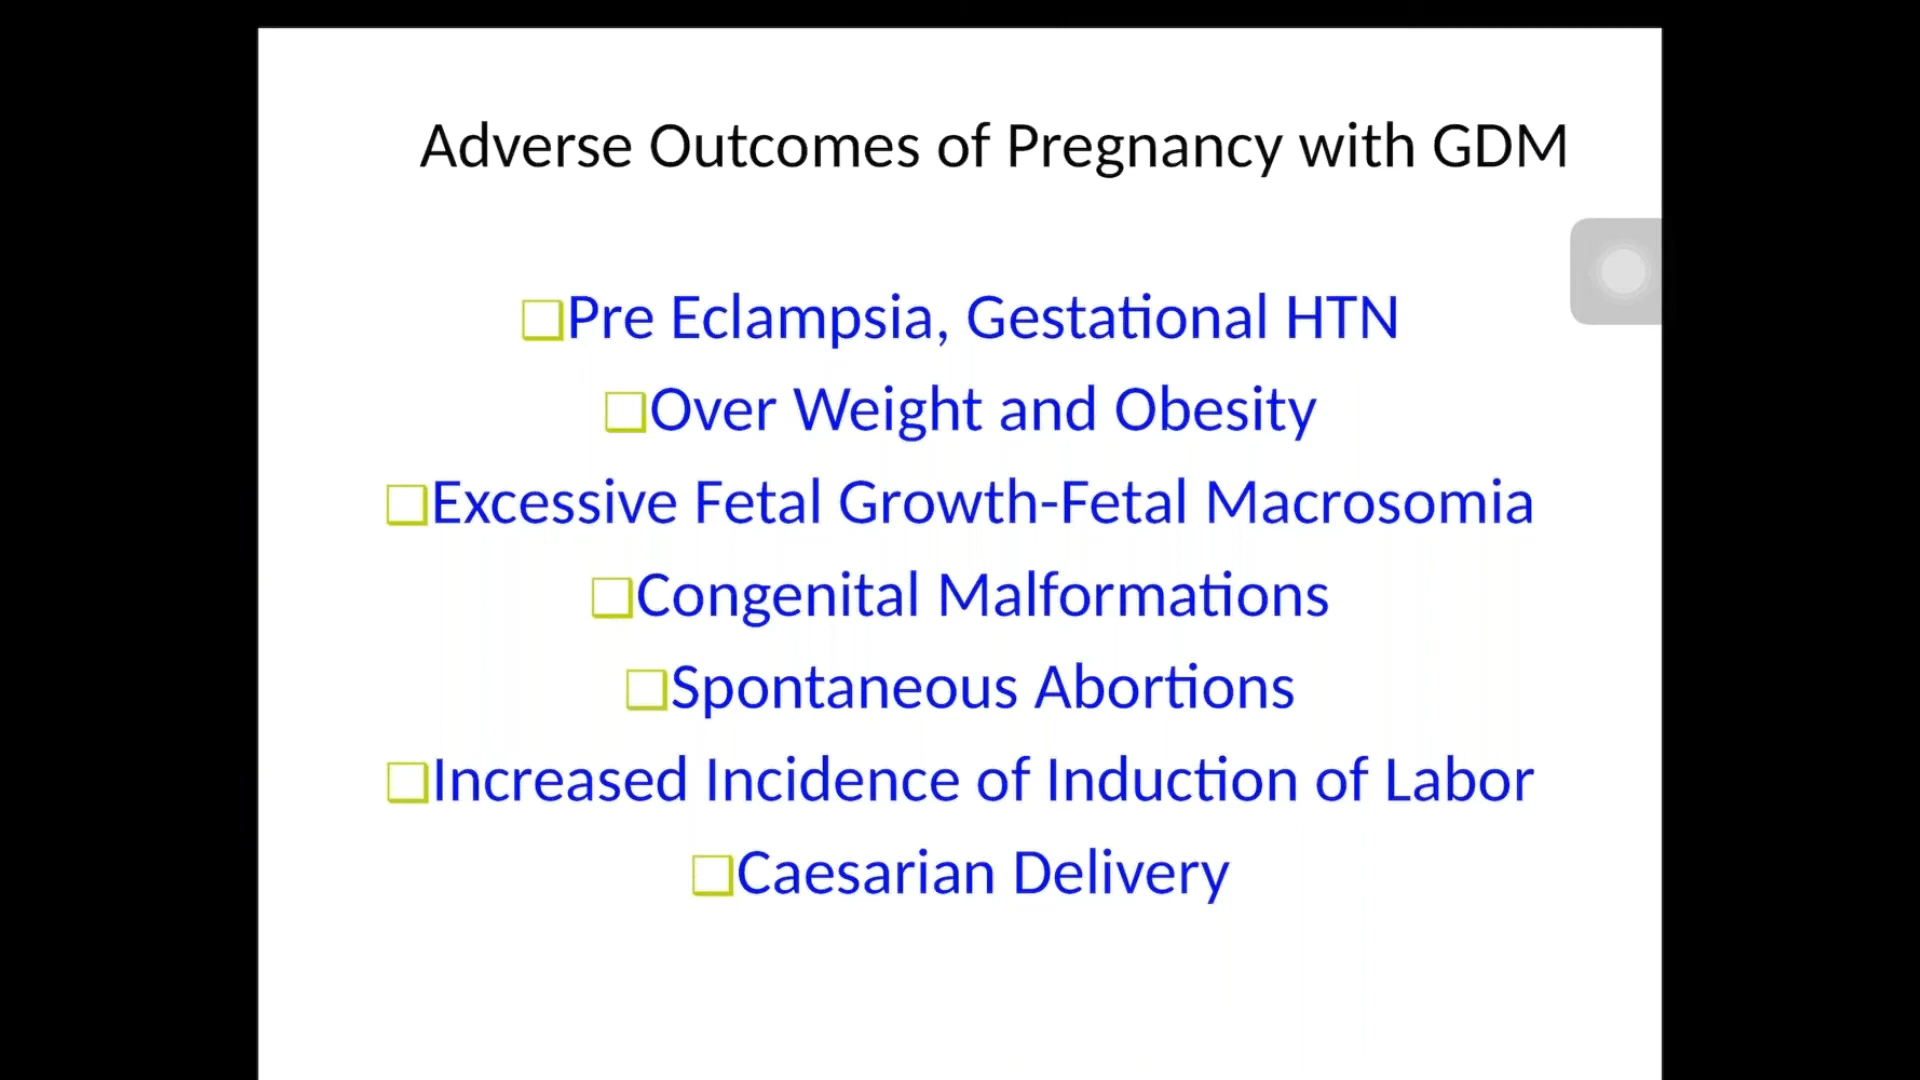 Adverse Outcomes of Pregnancy with GDM
❑Pre Eclampsia, Gestational HTN
❑Over Weight and Obesity
❑Excessive Fetal Growth-Fetal Macrosomia
❑Congenital Malformations
❑Spontaneous Abortions
❑Increased Incidence of Induction of Labor
❑Caesarian Delivery